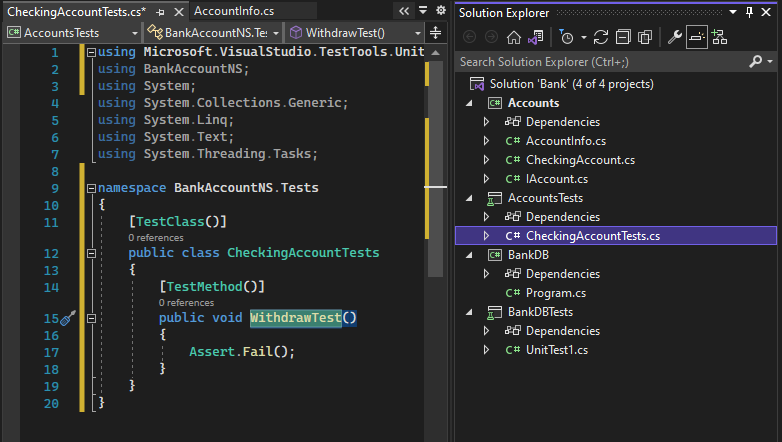 CheckingAccountTests.cs*
AccountInfo.cs
AccountsTests
BankAccountNS.Te
WithdrawTest()
1 using Microsoft.VisualStudio.TestTools.Unit
2 using BankAccountNS;
3 using System;
4 using System.Collections.Generic;
5 using System.Linq;
6 using System.Text;
7 using System.Threading.Tasks;
8
9 namespace BankAccountNS.Tests
10 {
11 [TestClass()]
0 references
12 public class CheckingAccountTests
13 {
14 [TestMethod()]
0 references
15 public void WithdrawTest()
16 {
17 Assert.Fail();
18 }
19 }
20 }
Solution Explorer
Search Solution Explorer (Ctrl+;)
Solution 'Bank' (4 of 4 projects)
C# Accounts
Dependencies
C# AccountInfo.cs
C# CheckingAccount.cs
C# IAccount.cs
AccountsTests
Dependencies
C# CheckingAccountTests.cs
C# BankDB
Dependencies
C# Program.cs
BankDBTests
Dependencies
C# UnitTest1.cs